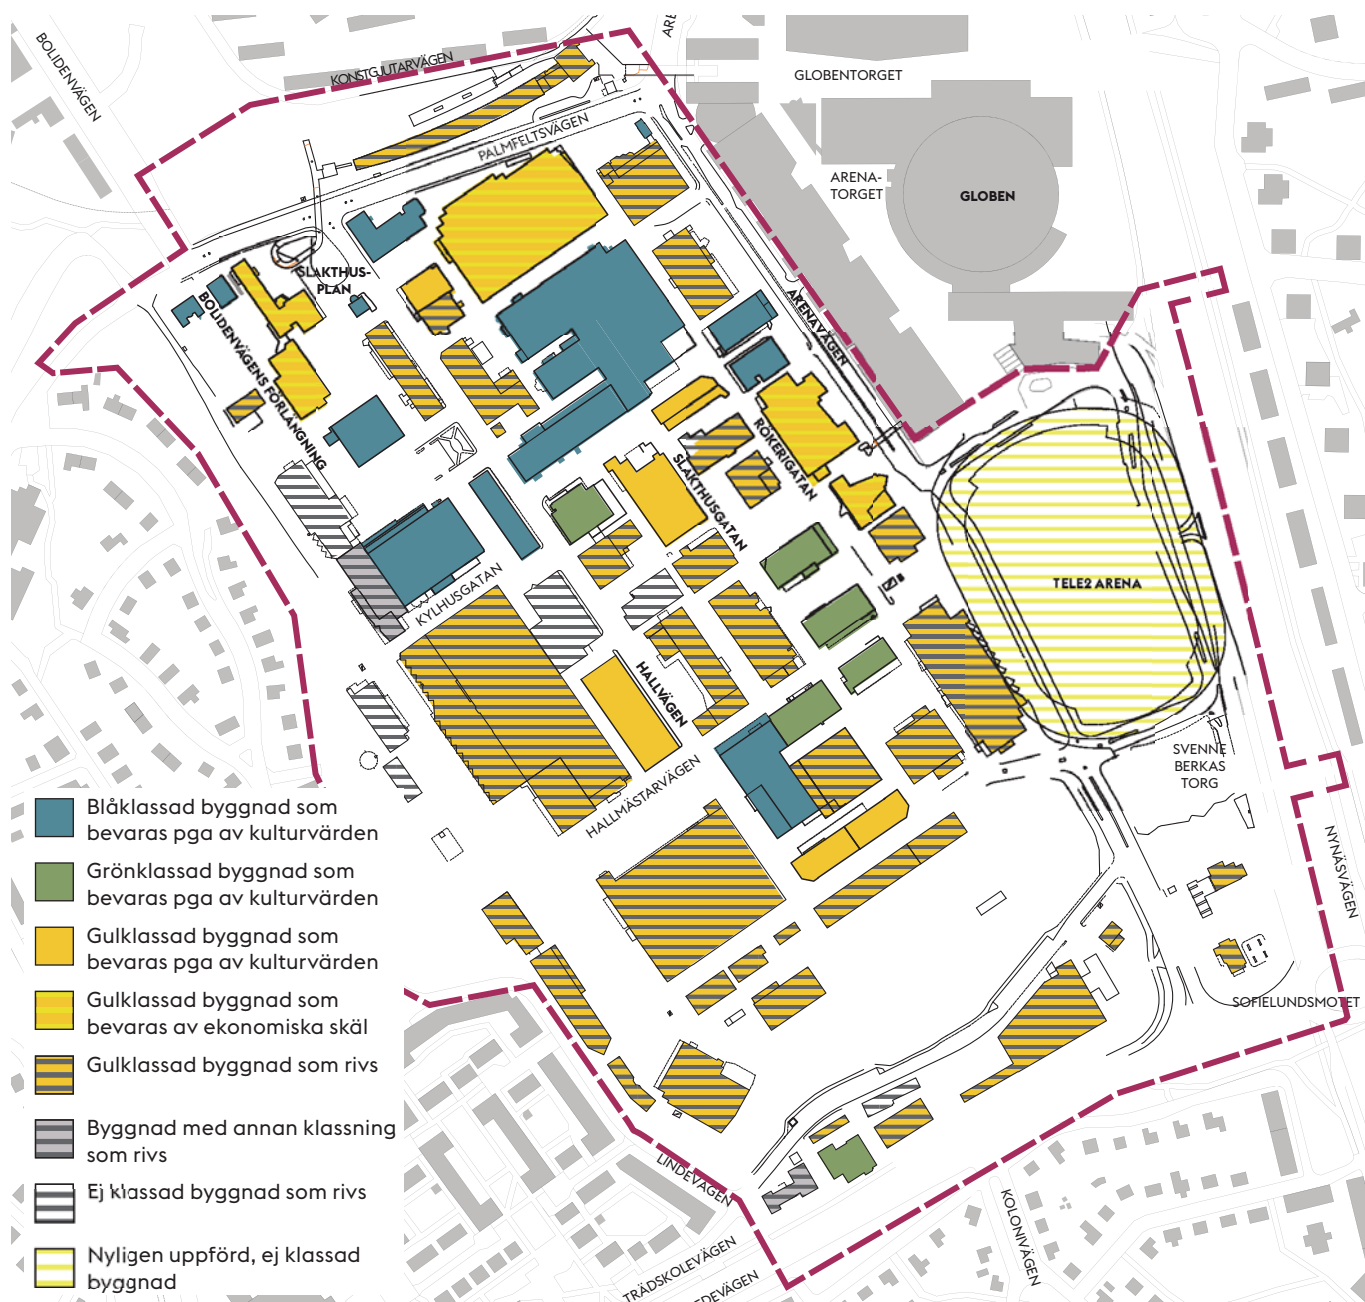 BOLIDENVÄGEN
KONSTGJUTARVÄGEN
GLOBENTORGET
PALMFELTSVÄGEN
ARENA-
TORGET
GLOBEN
SLAKTHUS-
PLAN
BOLIDENVÄGENS FÖRLÄNGNING
ARENAVÄGEN
RÖKERIGATAN
SLAKTHUSGATAN
TELE2 ARENA
KYLHUSGATAN
HALLVÄGEN
HALLMÄSTARVÄGEN
SVENNE
BERKAS
TORG
NYNÄSVÄGEN
SOFIELUNDSMOTET
LINDEVÄGEN
KOLONIVÄGEN
TRÄDSKOLEVÄGEN
Blåklassad byggnad som
bevaras pga av kulturvärden
Grönklassad byggnad som
bevaras pga av kulturvärden
Gulklassad byggnad som
bevaras pga av kulturvärden
Gulklassad byggnad som
bevaras av ekonomiska skäl
Gulklassad byggnad som rivs
Byggnad med annan klassning
som rivs
Ej klassad byggnad som rivs
Nyligen uppförd, ej klassad
byggnad